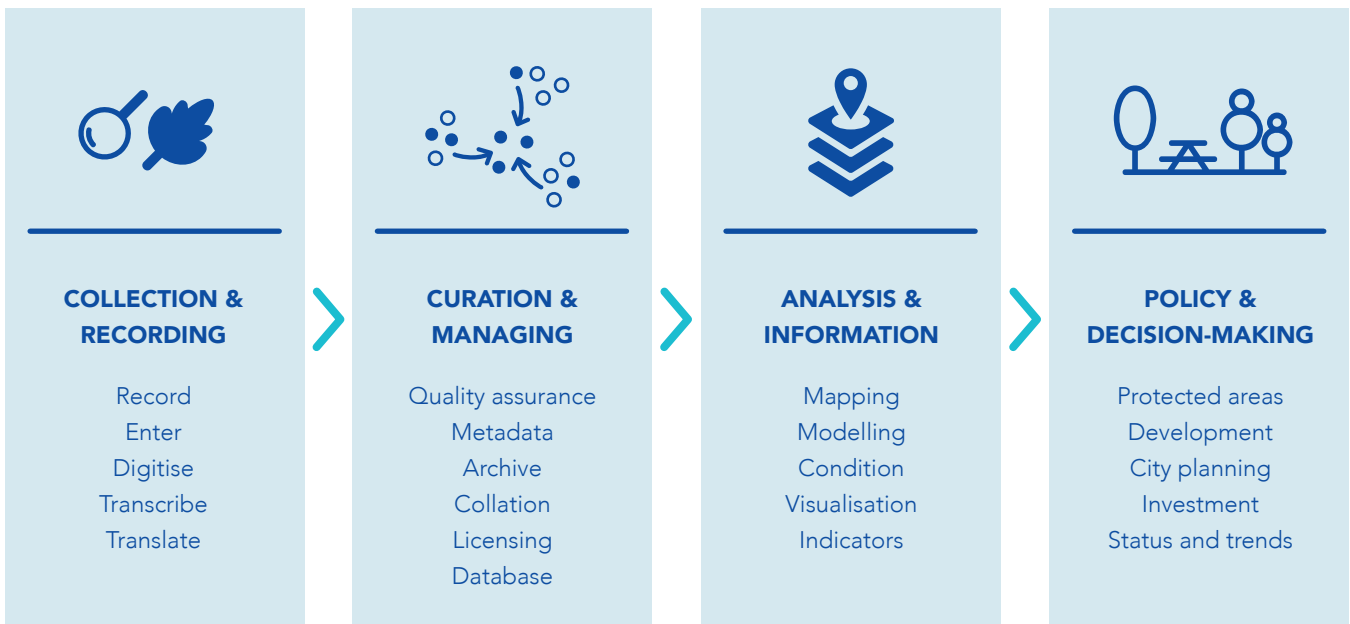 COLLECTION &
RECORDING
Record
Enter
Digitise
Transcribe
Translate
CURATION &
MANAGING
Quality assurance
Metadata
Archive
Collation
Licensing
Database
ANALYSIS &
INFORMATION
Mapping
Modelling
Condition
Visualisation
Indicators
POLICY &
DECISION-MAKING
Protected areas
Development
City planning
Investment
Status and trends